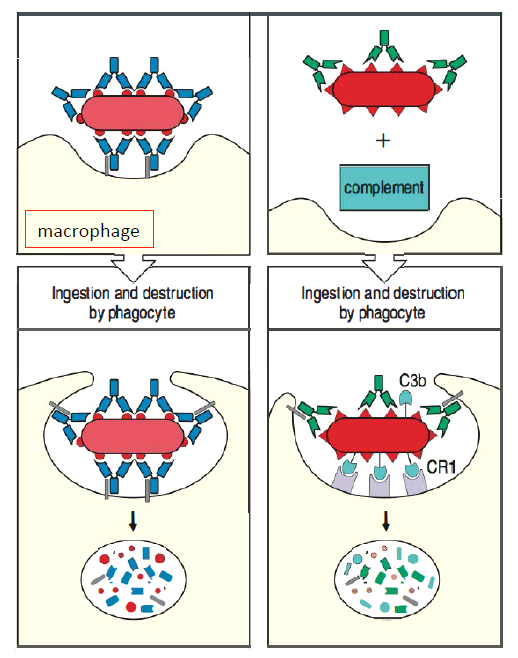 macrophage
+
complement
Ingestion and destruction
by phagocyte
Ingestion and destruction
by phagocyte
C3b
CR1